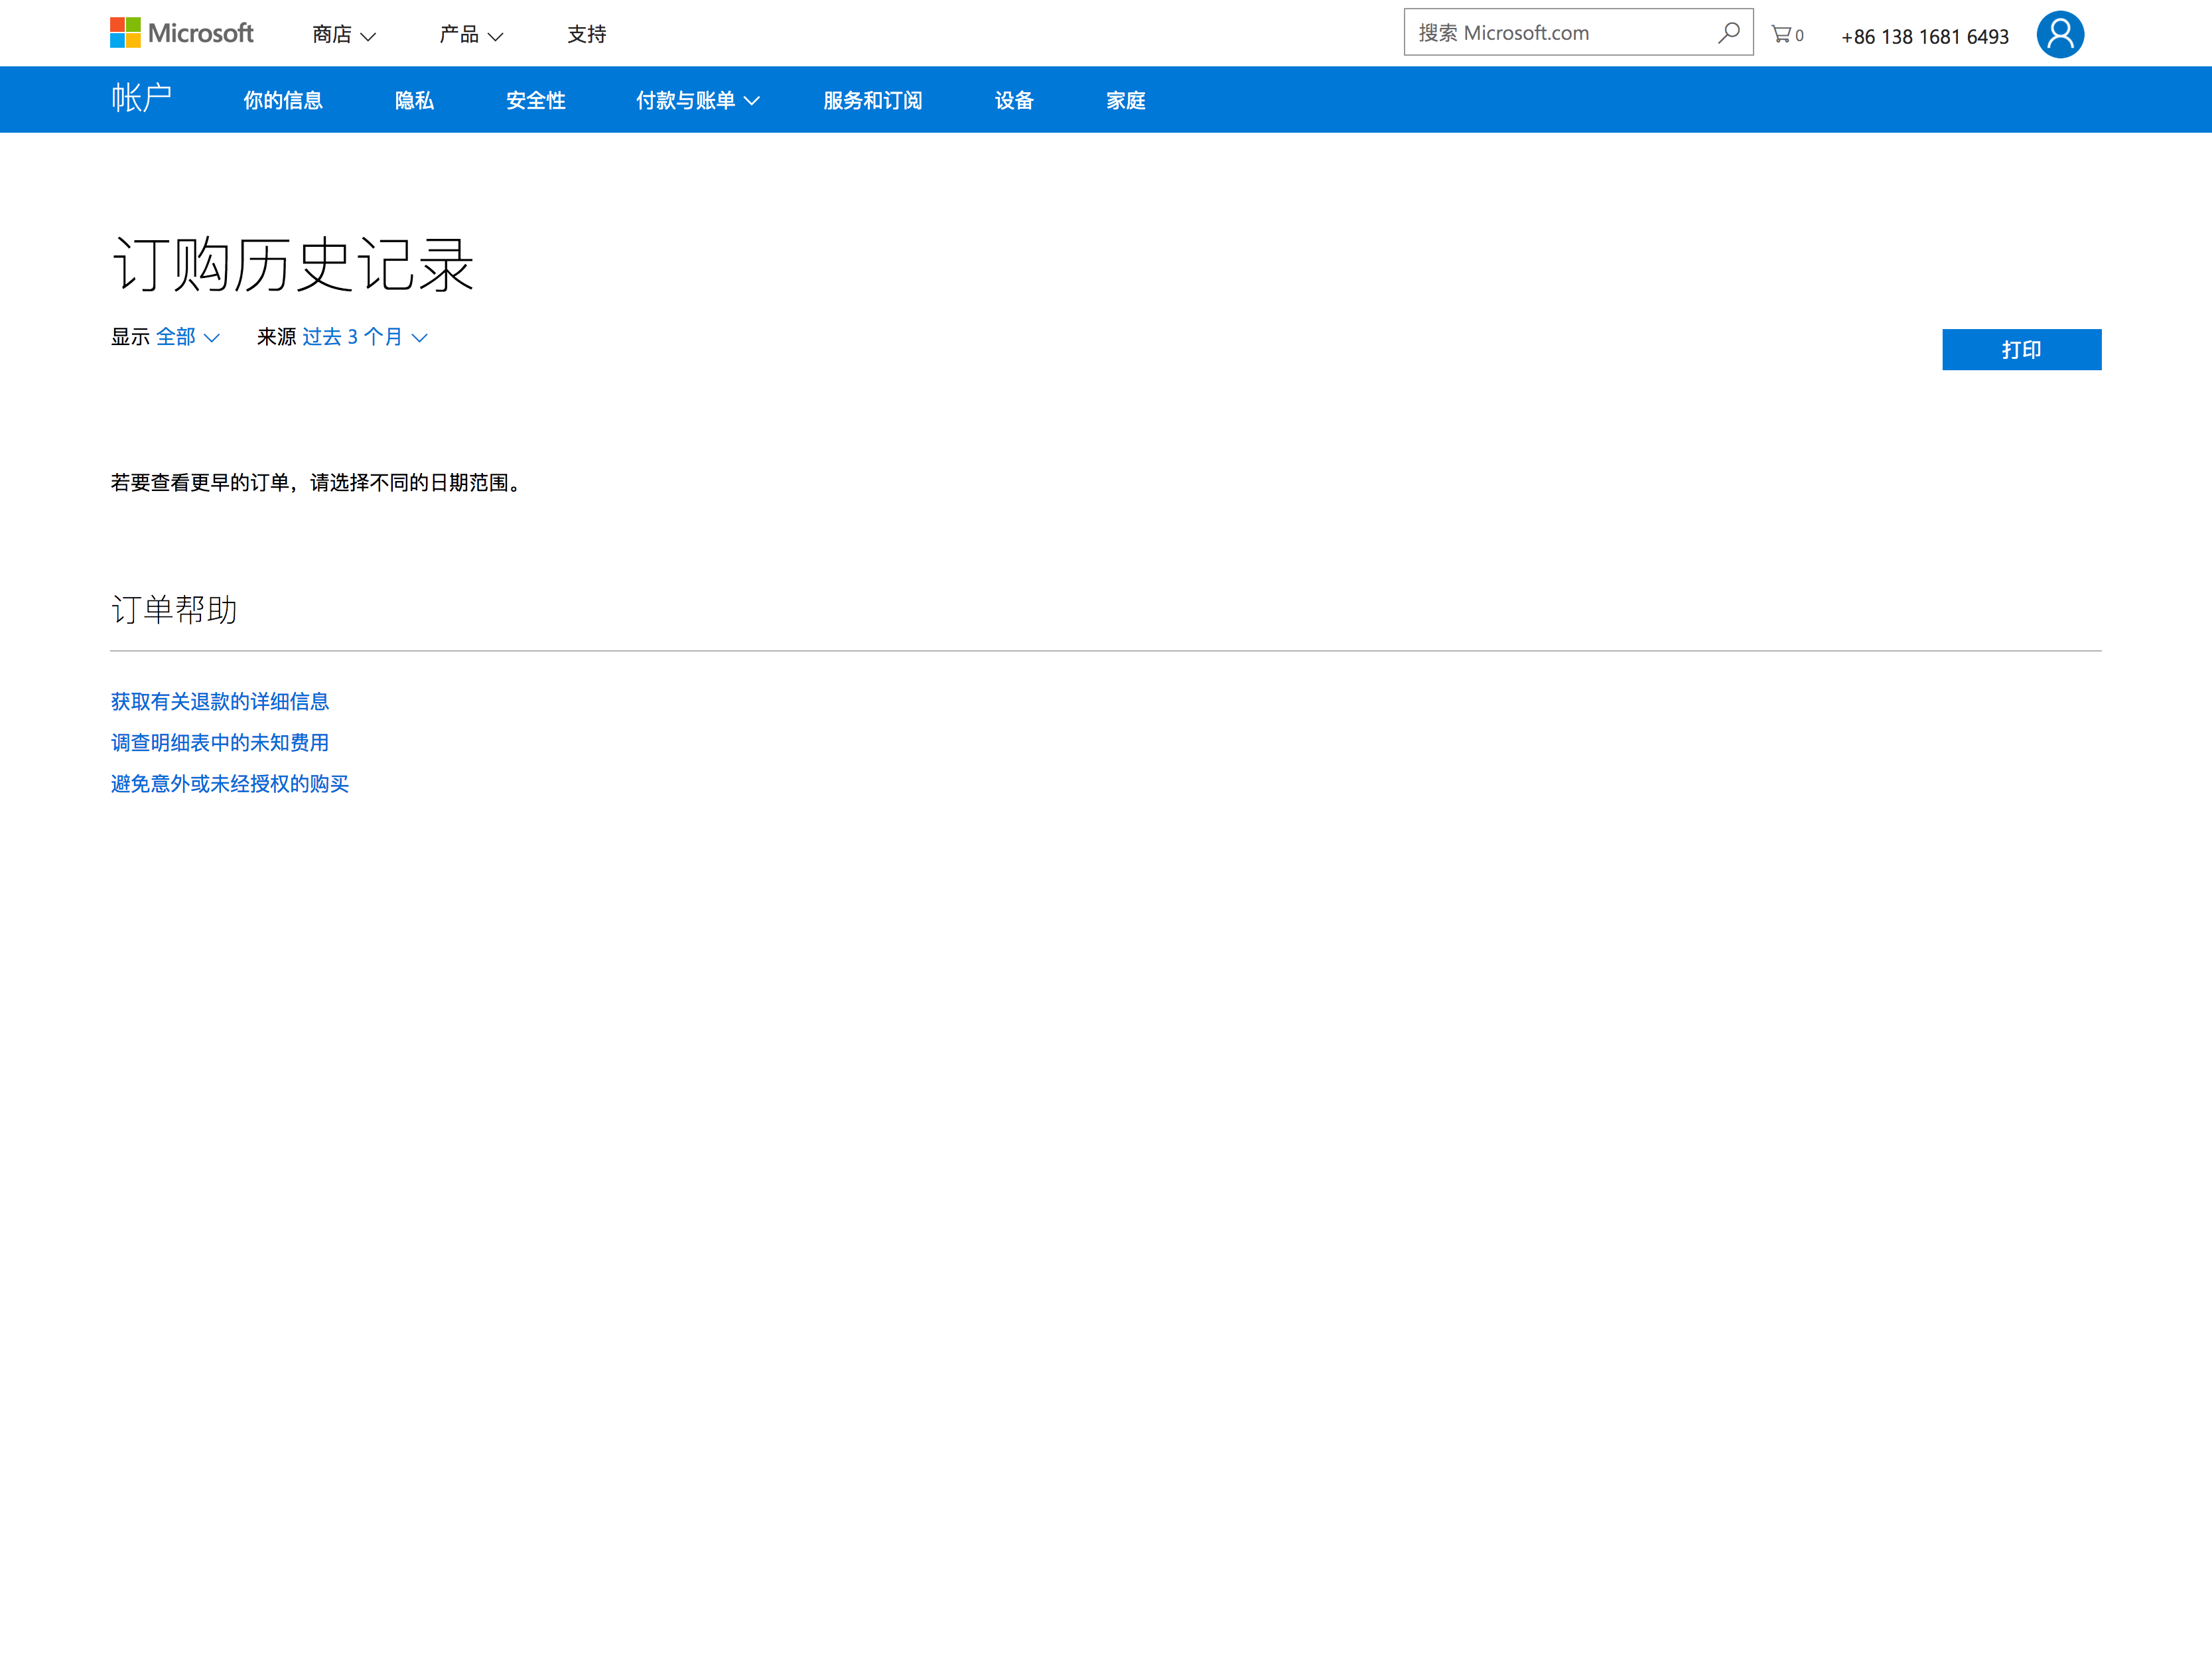 Microsoft 商店 产品 支持 搜索 Microsoft.com 0 +86 138 1681 6493
帐户 你的信息 隐私 安全性 付款与账单 服务和订阅 设备 家庭
订购历史记录
显示 全部 来源 过去 3 个月
打印
若要查看更早的订单，请选择不同的日期范围。
订单帮助
获取有关退款的详细信息
调查明细表中的未知费用
避免意外或未经授权的购买